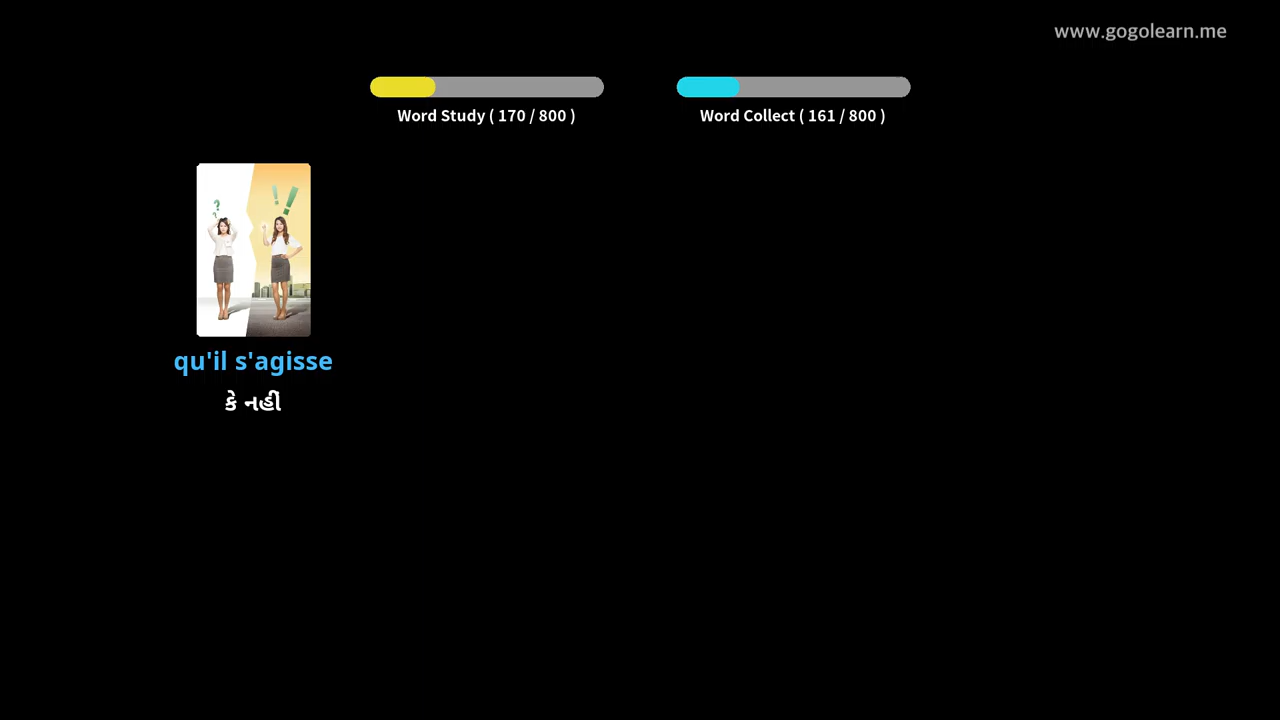 www.gogolearn.me
Word Study ( 170 / 800 )
Word Collect ( 161 / 800 )
? ?
! !
qu'il s'agisse
કે નહીં